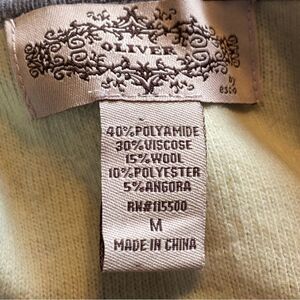 OLIVER
by
esco
40%POLYAMIDE
30%VISCOSE
15%WOOL
10%POLYESTER
5%ANGORA
RN#115500
M
MADE IN CHINA